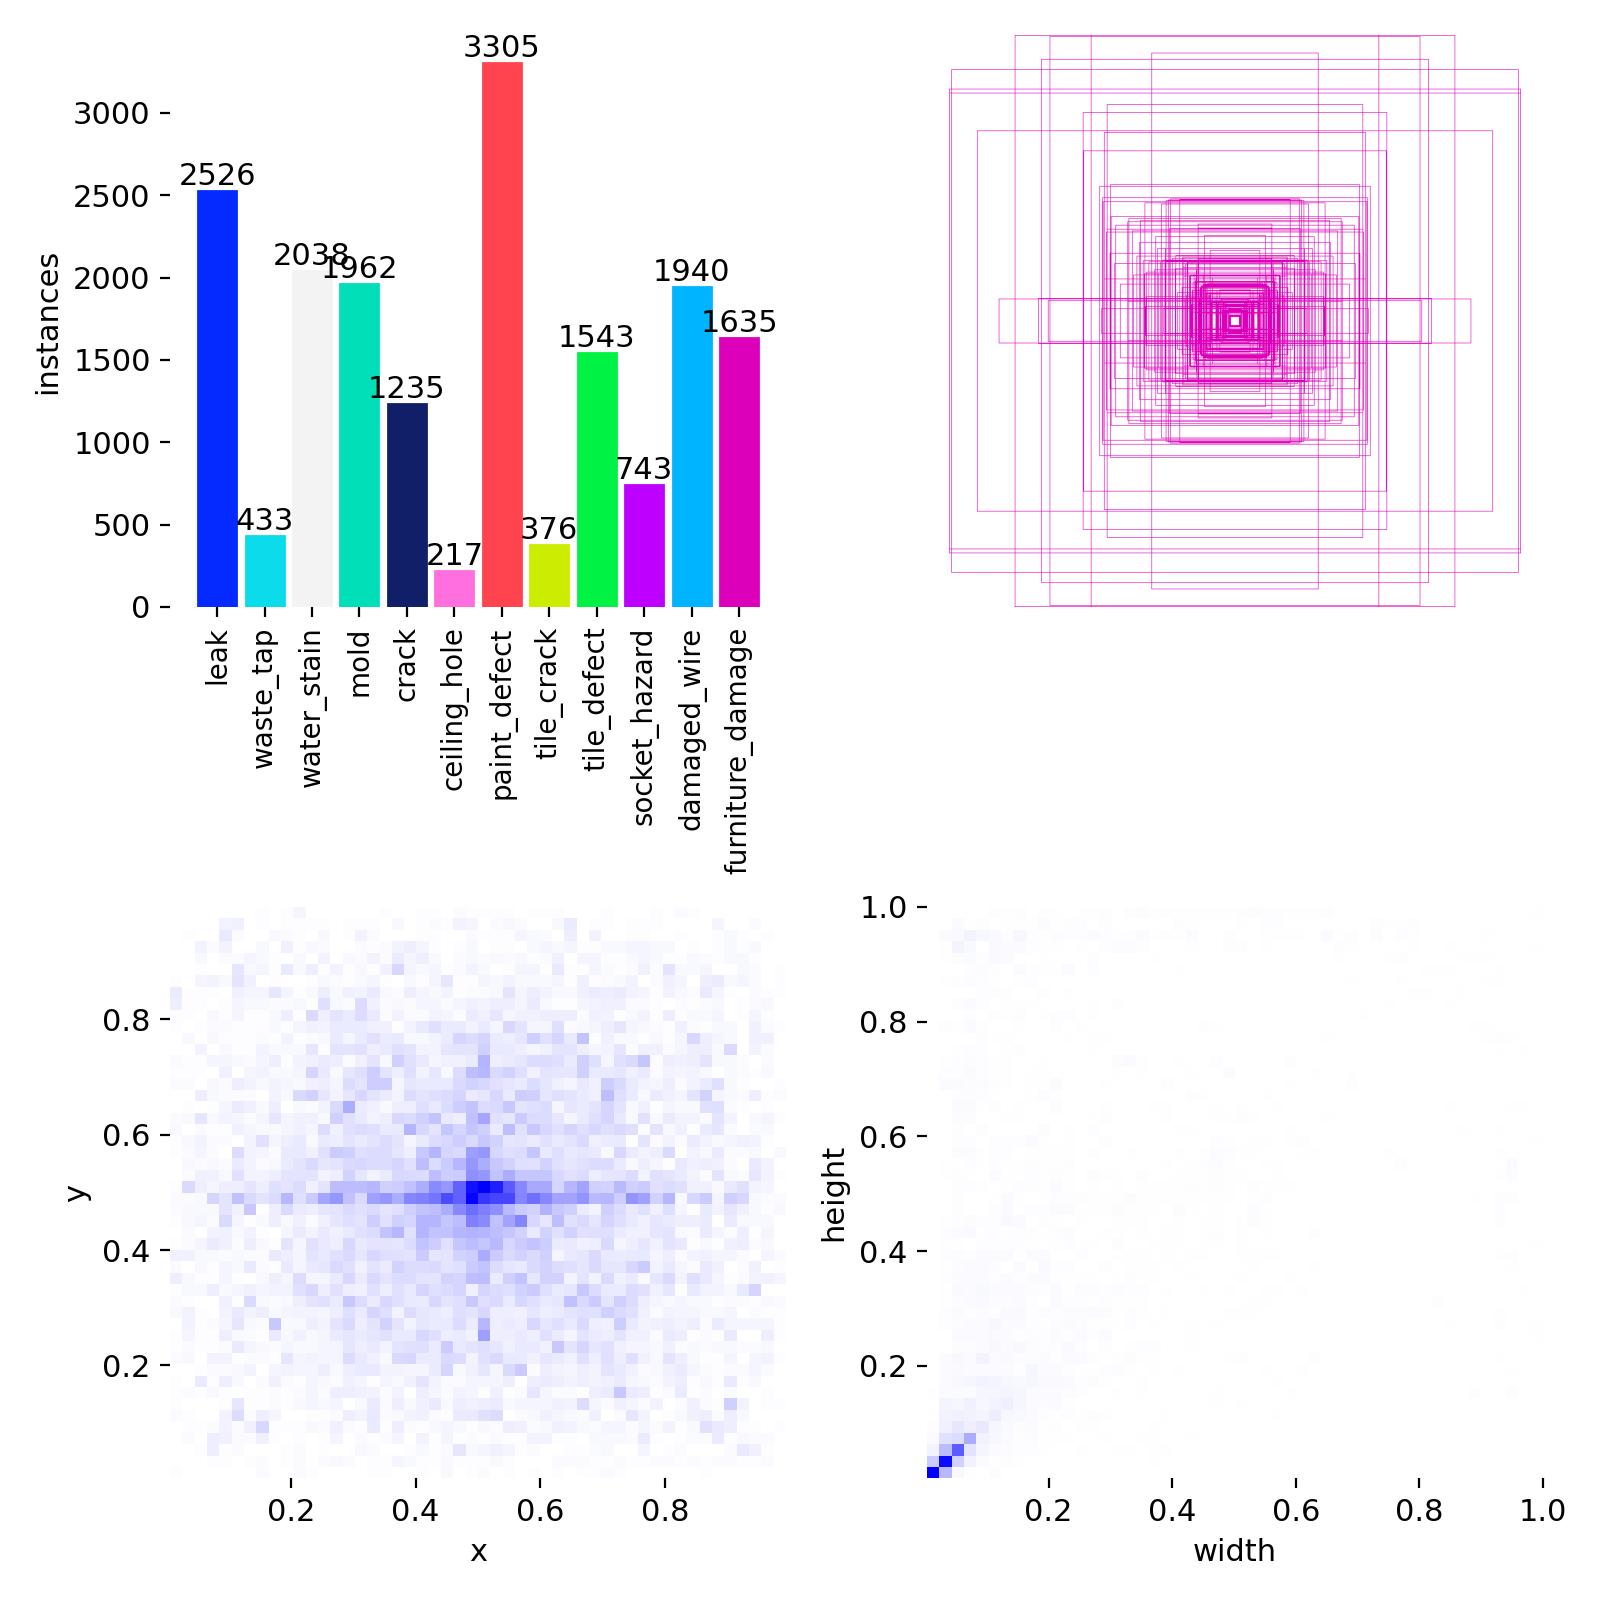 3305
3000
2526
2500
2038
1962
1940
2000
instances
1635
1543
1500
1235
1000
743
500
433
376
217
0
leak
waste_tap
water_stain
mold
crack
ceiling_hole
paint_defect
tile_crack
tile_defect
socket_hazard
damaged_wire
furniture_damage
0.8
0.6
y
0.4
0.2
0.2 0.4 0.6 0.8
x
1.0
0.8
0.6
height
0.4
0.2
0.2 0.4 0.6 0.8 1.0
width